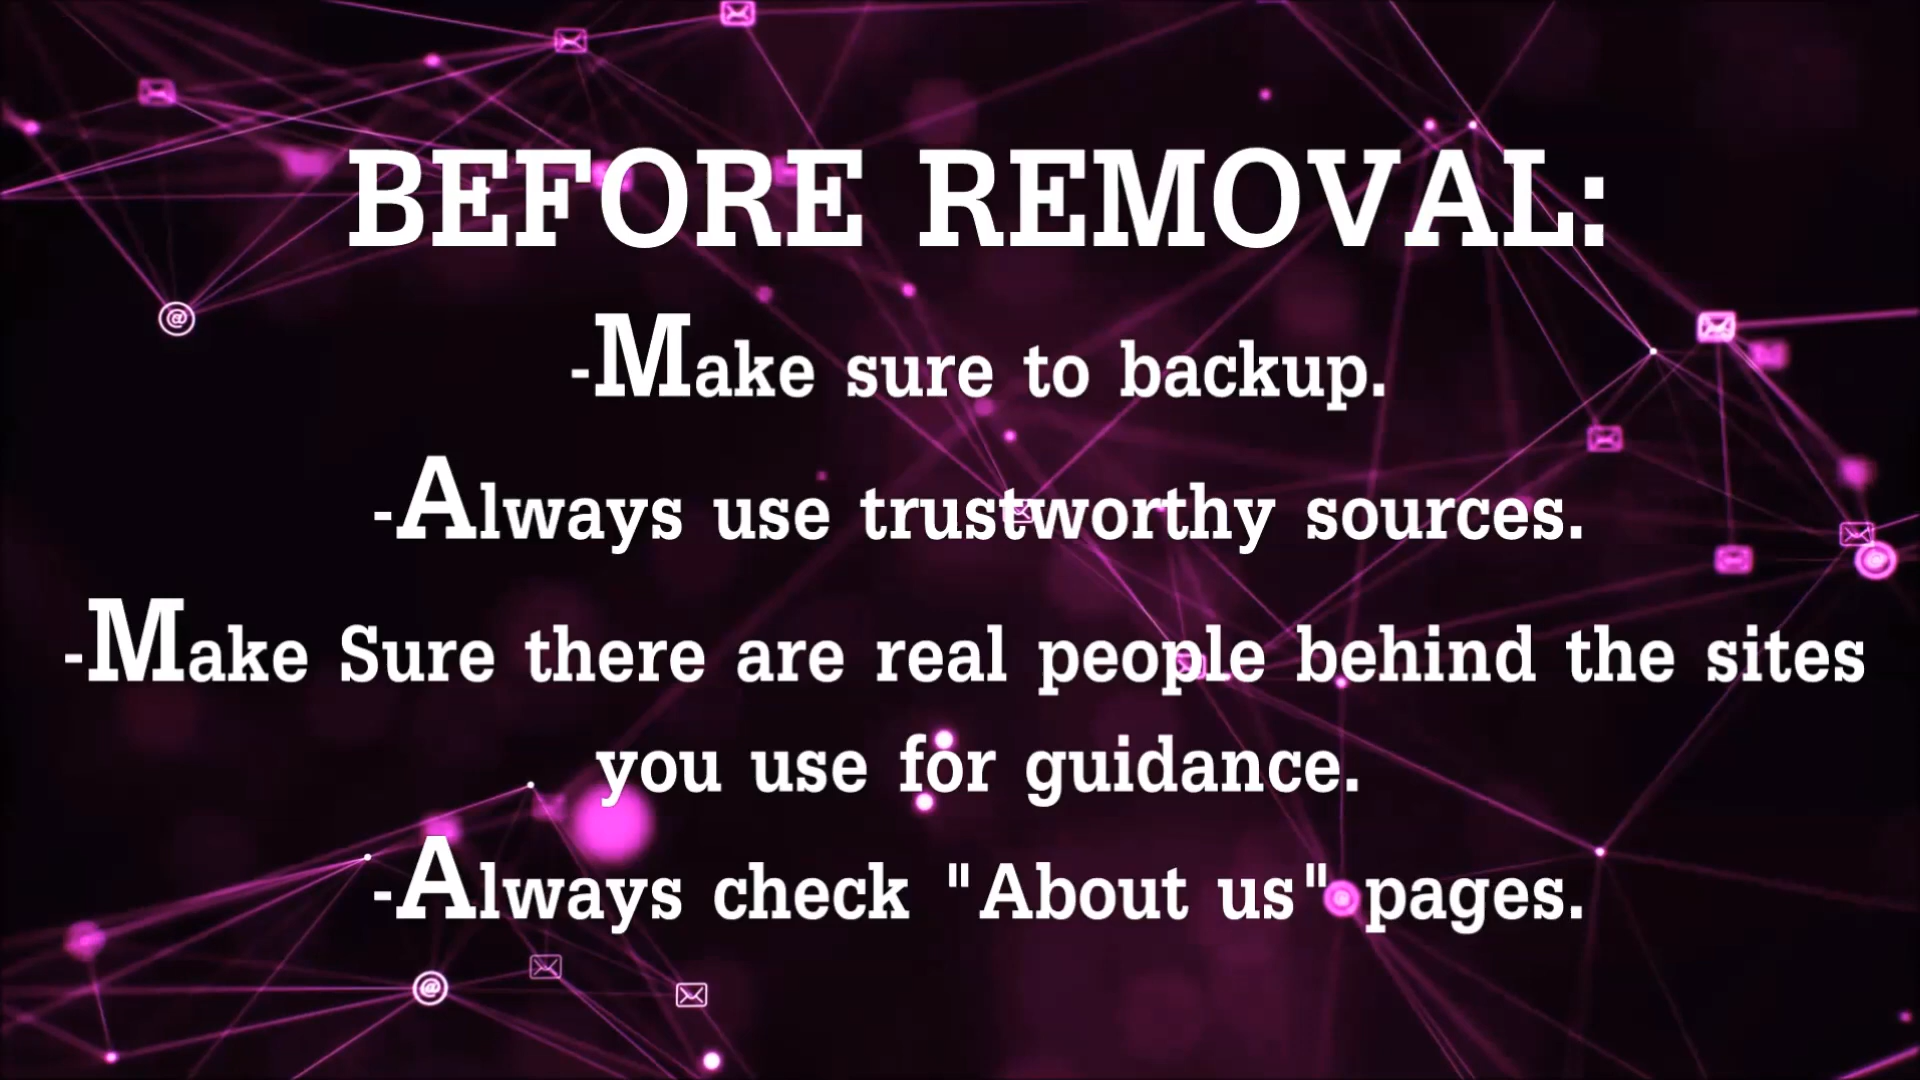 BEFORE REMOVAL:
-Make sure to backup.
-Always use trustworthy sources.
-Make Sure there are real people behind the sites
you use for guidance.
-Always check "About us" pages.